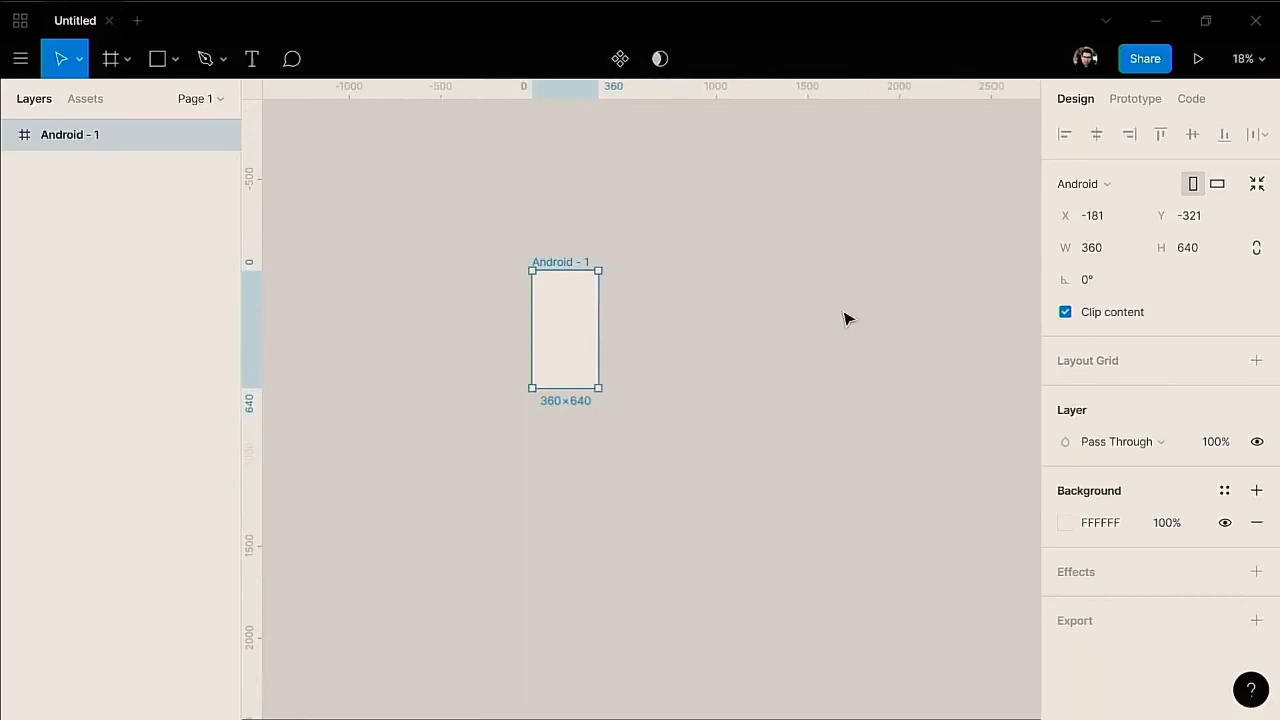 Untitled
Share
18%
Layers
Assets
Page 1
-1000
-500
0
360
1000
1500
2000
2500
Design
Prototype
Code
Android - 1
-500
0
640
1000
1500
2000
Android - 1
360×640
Android
X -181
Y -321
W 360
H 640
0°
Clip content
Layout Grid
Layer
Pass Through
100%
Background
FFFFFF
100%
Effects
Export
?